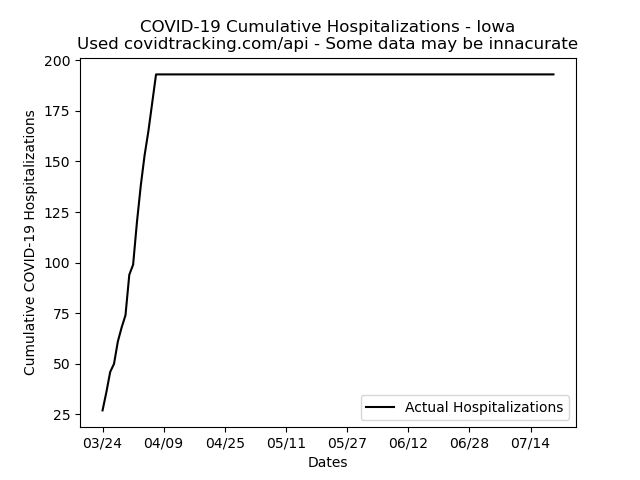 COVID-19 Cumulative Hospitalizations - Iowa
Used covidtracking.com/api - Some data may be innacurate
Cumulative COVID-19 Hospitalizations
200
175
150
125
100
75
50
25
Actual Hospitalizations
03/24 04/09 04/25 05/11 05/27 06/12 06/28 07/14
Dates